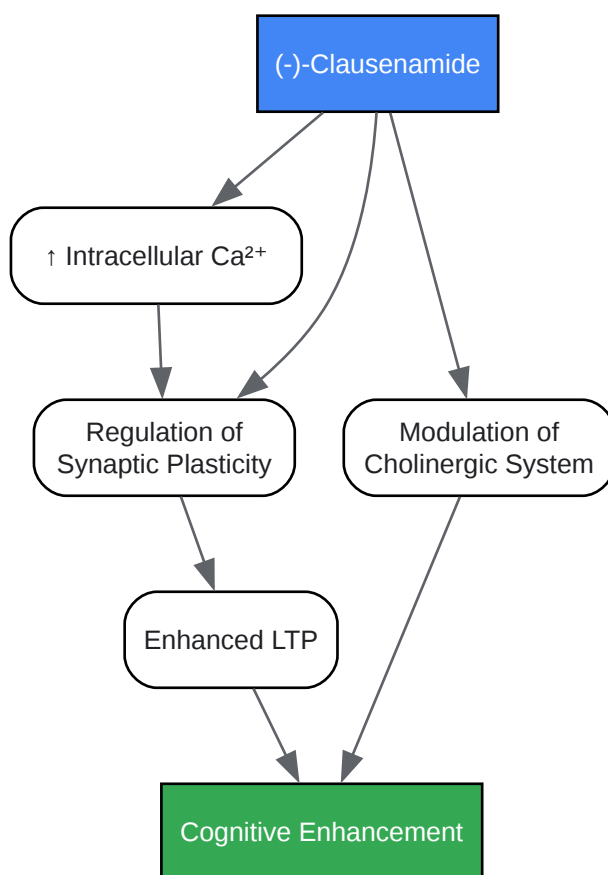 (-)-Clausenamide
↑ Intracellular Ca²⁺
Regulation of
Synaptic Plasticity
Modulation of
Cholinergic System
Enhanced LTP
Cognitive Enhancement